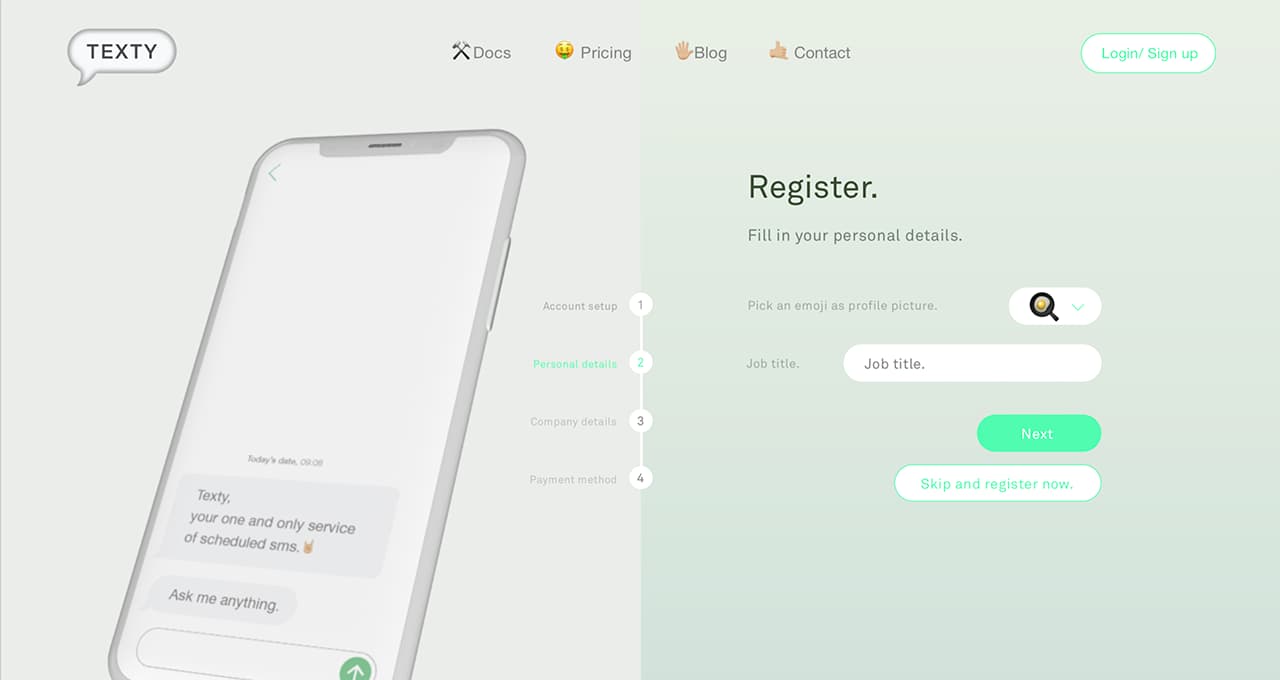 TEXTY
Docs
Pricing
Blog
Contact
Login/ Sign up
Today's date, 09:08
Texty,
your one and only service
of scheduled sms.
Ask me anything.
Account setup 1
Personal details 2
Company details 3
Payment method 4
Register.
Fill in your personal details.
Pick an emoji as profile picture.
Job title. Job title.
Next
Skip and register now.